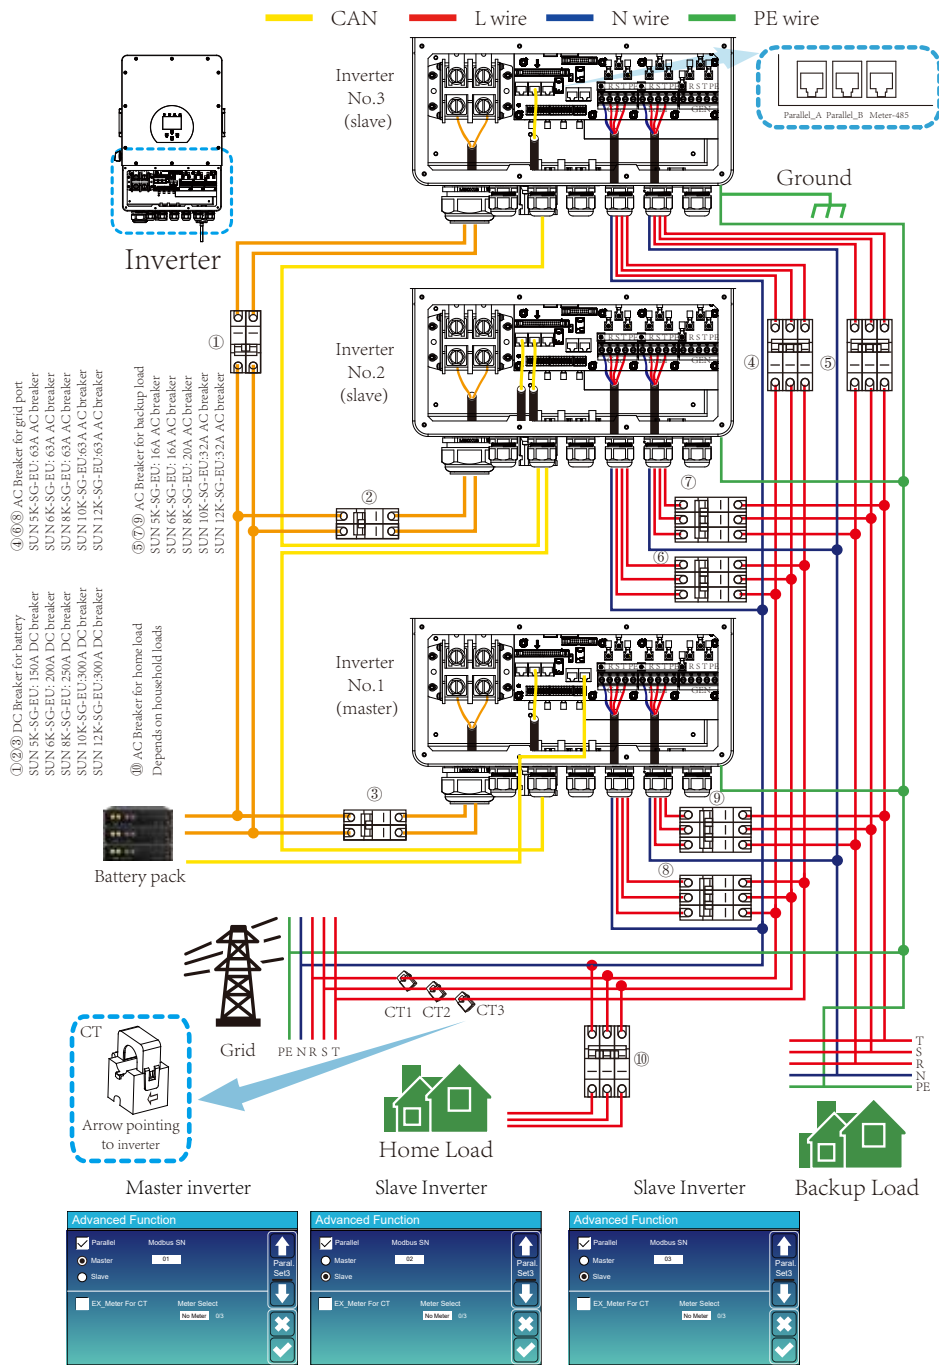 CAN
L wire
N wire
PE wire
Inverter
No.3
(slave)
Parallel_A Parallel_B Meter-485
Ground
Inverter
①
Inverter
No.2
(slave)
④
⑤
④⑥⑧ AC Breaker for grid port
SUN 5K-SG-EU: 63A AC breaker
SUN 6K-SG-EU: 63A AC breaker
SUN 8K-SG-EU: 63A AC breaker
SUN 10K-SG-EU:63A AC breaker
SUN 12K-SG-EU:63A AC breaker
⑤⑦⑨ AC Breaker for backup load
SUN 5K-SG-EU: 16A AC breaker
SUN 6K-SG-EU: 16A AC breaker
SUN 8K-SG-EU: 20A AC breaker
SUN 10K-SG-EU:32A AC breaker
SUN 12K-SG-EU:32A AC breaker
②
⑦
⑥
①②③ DC Breaker for battery
SUN 5K-SG-EU: 150A DC breaker
SUN 6K-SG-EU: 200A DC breaker
SUN 8K-SG-EU: 250A DC breaker
SUN 10K-SG-EU:300A DC breaker
SUN 12K-SG-EU:300A DC breaker
⑩ AC Breaker for home load
Depends on household loads
Inverter
No.1
(master)
③
⑨
⑧
Battery pack
CT1 CT2 CT3
Grid
PE N R S T
⑩
CT
Arrow pointing
to inverter
Home Load
T
S
R
N
PE
Backup Load
Master inverter
Slave Inverter
Slave Inverter
Advanced Function
Parallel
Modbus SN
Master
01
Slave
Paral.
Set3
EX_Meter For CT
Meter Select
No Meter 0/3
Advanced Function
Parallel
Modbus SN
Master
02
Slave
Paral.
Set3
EX_Meter For CT
Meter Select
No Meter 0/3
Advanced Function
Parallel
Modbus SN
Master
03
Slave
Paral.
Set3
EX_Meter For CT
Meter Select
No Meter 0/3